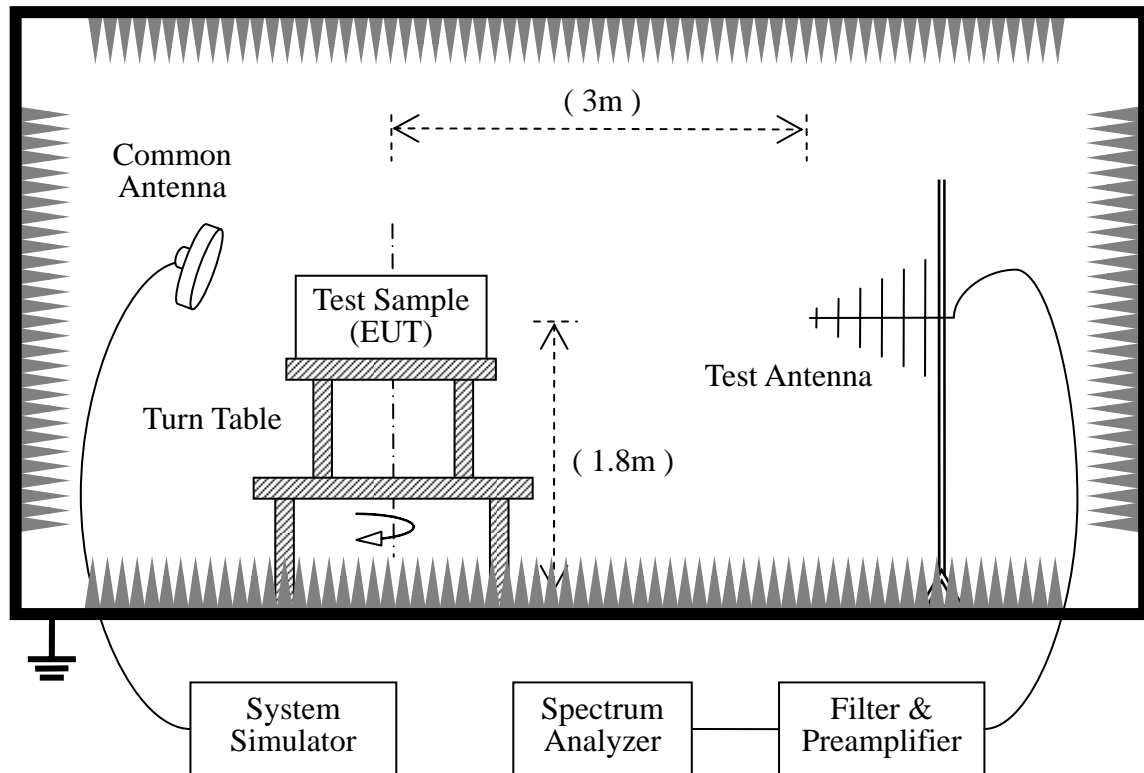 ( 3m )
Common
Antenna
Test Sample
(EUT)
Test Antenna
Turn Table
( 1.8m )
System
Simulator
Spectrum
Analyzer
Filter &
Preamplifier